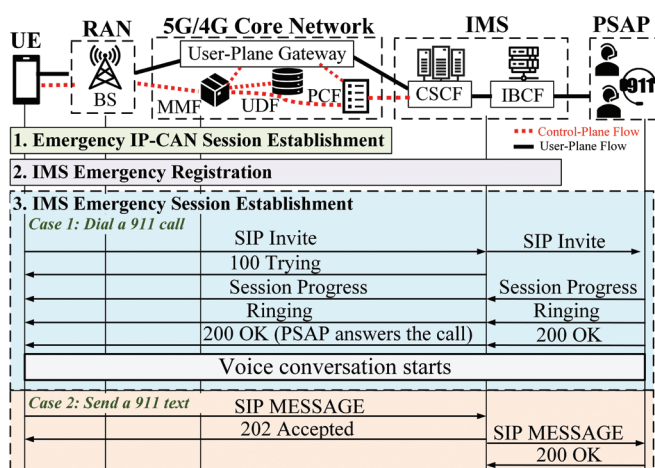 UE
RAN
5G/4G Core Network
IMS
PSAP
User-Plane Gateway
BS
MMF
UDF
PCF
CSCF
IBCF
911
1. Emergency IP-CAN Session Establishment
Control-Plane Flow
User-Plane Flow
2. IMS Emergency Registration
3. IMS Emergency Session Establishment
Case 1: Dial a 911 call
SIP Invite
SIP Invite
100 Trying
Session Progress
Session Progress
Ringing
Ringing
200 OK (PSAP answers the call)
200 OK
Voice conversation starts
Case 2: Send a 911 text
SIP MESSAGE
202 Accepted
SIP MESSAGE
200 OK